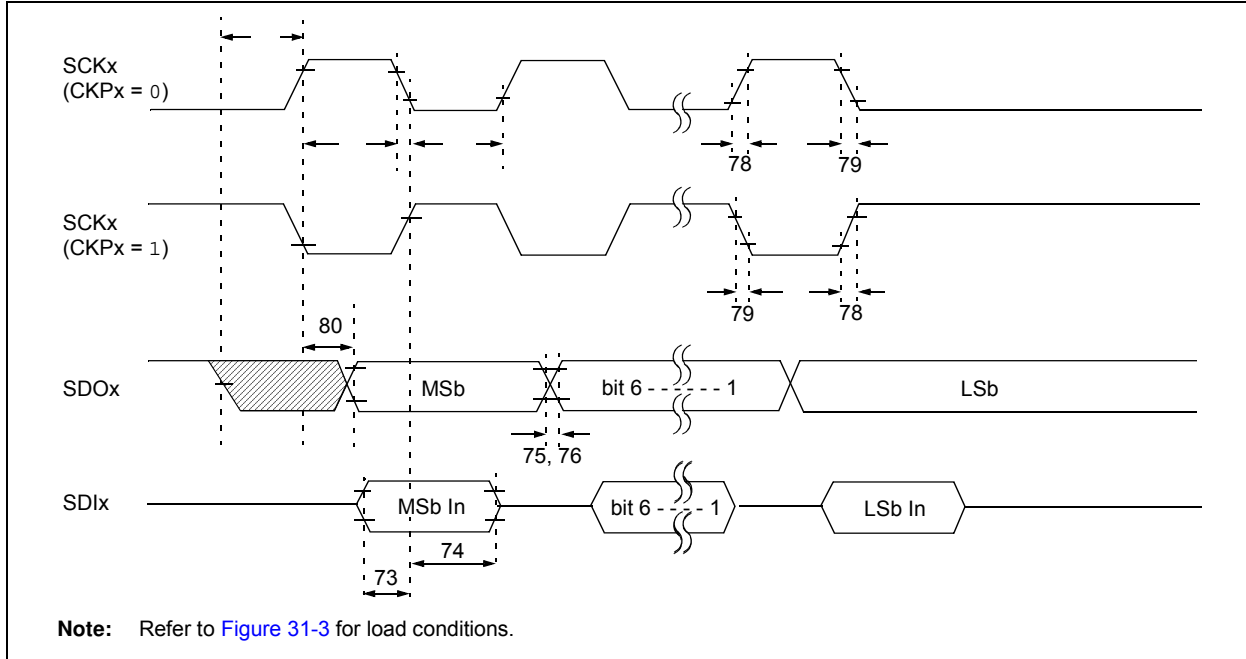 SCKx
(CKPx = 0)
78
79
SCKx
(CKPx = 1)
79
78
80
SDOx
MSb
bit 6 - - - - - - 1
LSb
75, 76
SDIx
MSb In
bit 6 - - - - 1
LSb In
74
73
Note: Refer to Figure 31-3 for load conditions.